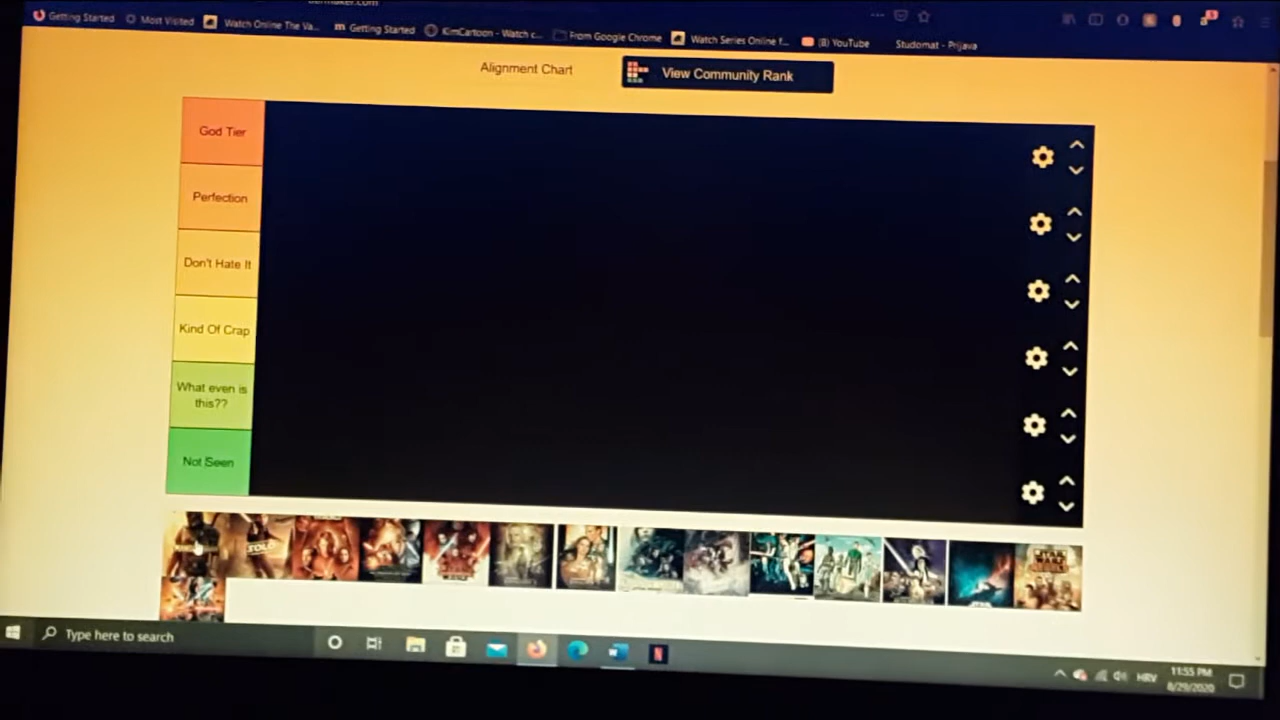 Getting Started
Most Visited
Watch Online The Va...
Getting Started
KimCartoon - Watch c...
From Google Chrome
Watch Series Online f...
(8) YouTube
Studomat - Prijava
Alignment Chart
View Community Rank
God Tier
Perfection
Don't Hate It
Kind Of Crap
What even is
this??
Not Seen
SOLO
Type here to search
HRV
11:55 PM
8/29/2020